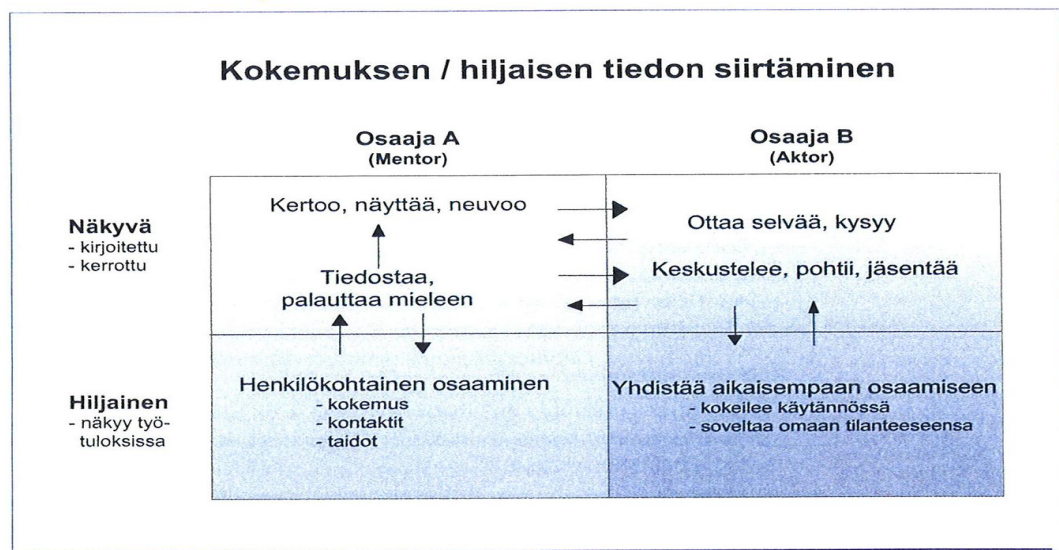 Kokemuksen / hiljaisen tiedon siirtäminen
Osaaja A
(Mentor)
Osaaja B
(Aktor)
Näkyvä
- kirjoitettu
- kerrottu
Kertoo, näyttää, neuvoo
Tiedostaa,
palauttaa mieleen
Ottaa selvää, kysyy
Keskustelee, pohtii, jäsentää
Hiljainen
- näkyy työ-
tuloksissa
Henkilökohtainen osaaminen
- kokemus
- kontaktit
- taidot
Yhdistää aikaisempaan osaamiseen
- kokeilee käytännössä
- soveltaa omaan tilanteeseensa